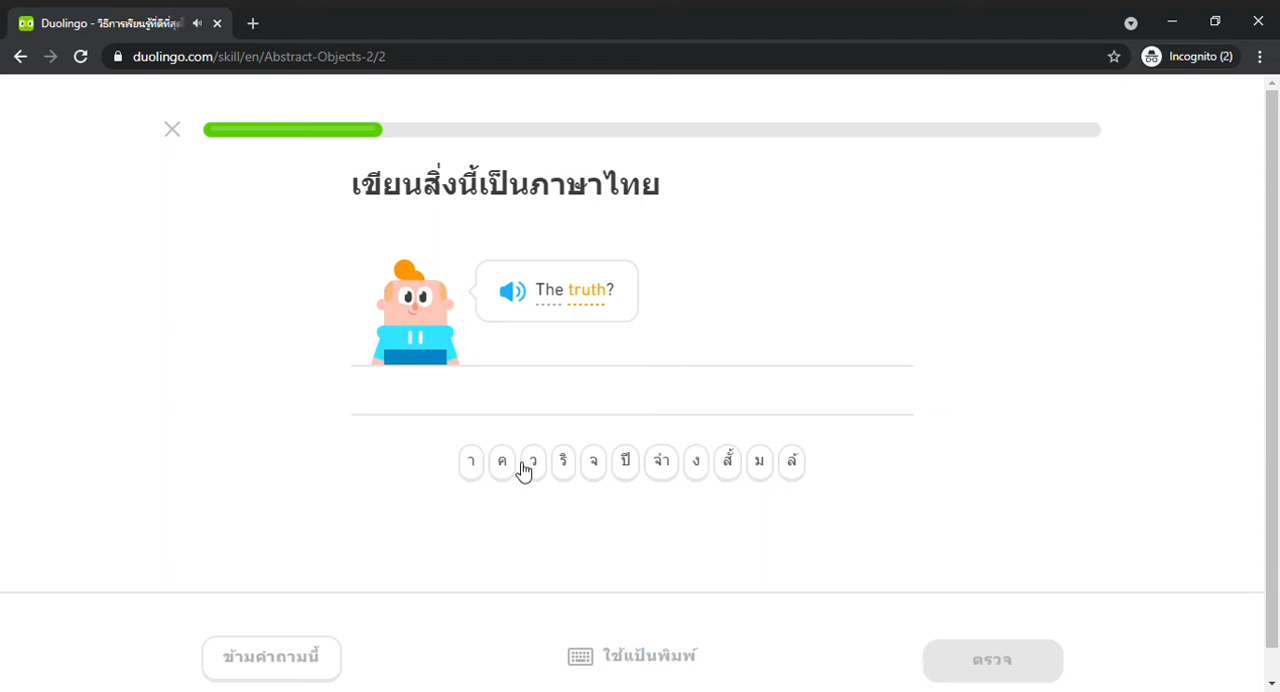 Duolingo - วิธีการเรียนรู้ที่ดีที่สุดใ
duolingo.com/skill/en/Abstract-Objects-2/2
Incognito (2)
เขียนสิ่งนี้เป็นภาษาไทย
The truth?
า ค ว ริ จ ปี จำ ง สั้ ม ล้
ข้ามคำถามนี้
ใช้แป้นพิมพ์
ตรวจ